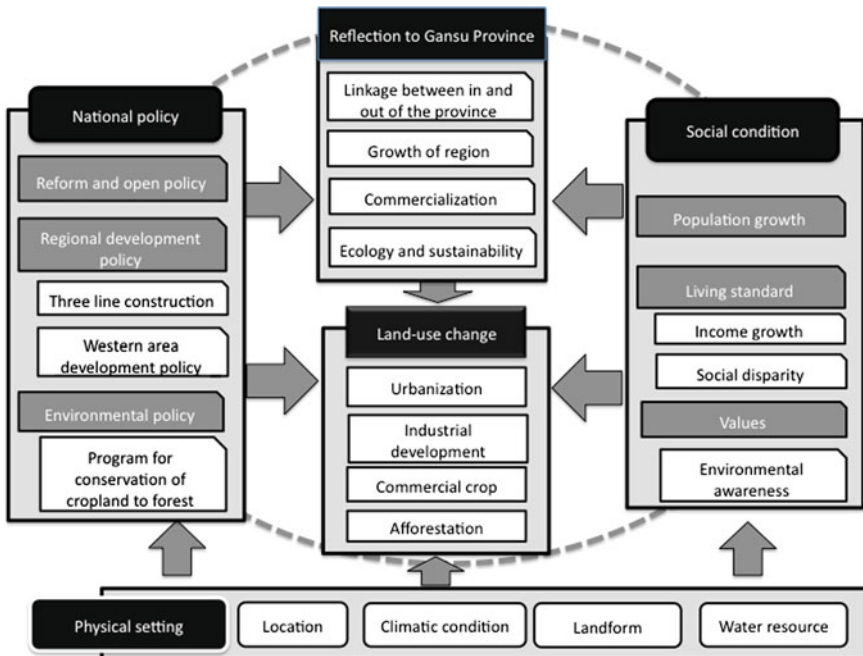 Reflection to Gansu Province
Linkage between in and
out of the province
Growth of region
Commercialization
Ecology and sustainability
National policy
Reform and open policy
Regional development
policy
Three line construction
Western area
development policy
Environmental policy
Program for
conservation of
cropland to forest
Land-use change
Urbanization
Industrial
development
Commercial crop
Afforestation
Social condition
Population growth
Living standard
Income growth
Social disparity
Values
Environmental
awareness
Physical setting
Location
Climatic condition
Landform
Water resource